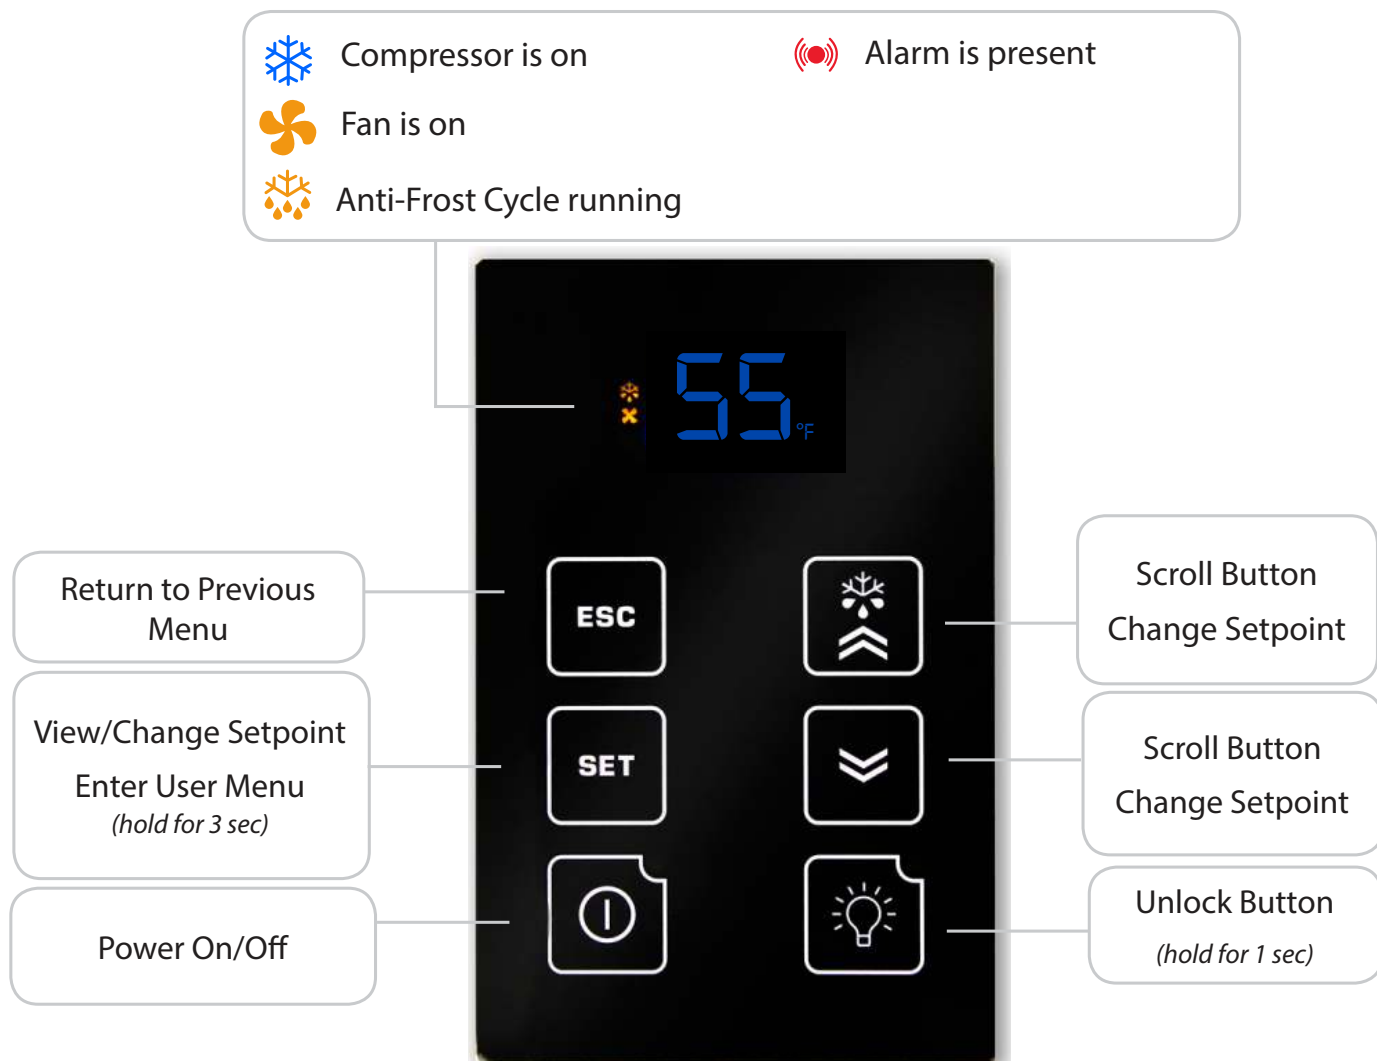 Compressor is on
Alarm is present
Fan is on
Anti-Frost Cycle running
55 °F
Return to Previous
Menu
ESC
Scroll Button
Change Setpoint
View/Change Setpoint
Enter User Menu
(hold for 3 sec)
SET
Scroll Button
Change Setpoint
Power On/Off
Unlock Button
(hold for 1 sec)